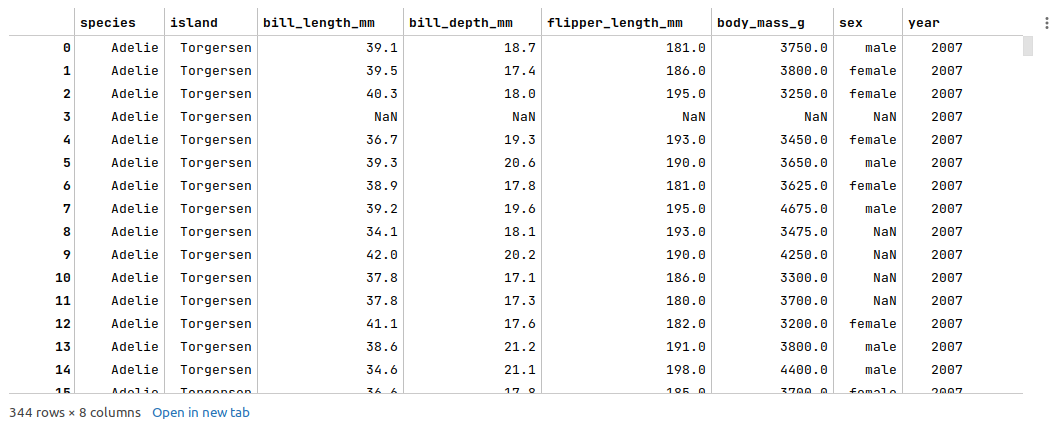 species island bill_length_mm bill_depth_mm flipper_length_mm body_mass_g sex year
0 Adelie Torgersen 39.1 18.7 181.0 3750.0 male 2007
1 Adelie Torgersen 39.5 17.4 186.0 3800.0 female 2007
2 Adelie Torgersen 40.3 18.0 195.0 3250.0 female 2007
3 Adelie Torgersen NaN NaN NaN NaN NaN 2007
4 Adelie Torgersen 36.7 19.3 193.0 3450.0 female 2007
5 Adelie Torgersen 39.3 20.6 190.0 3650.0 male 2007
6 Adelie Torgersen 38.9 17.8 181.0 3625.0 female 2007
7 Adelie Torgersen 39.2 19.6 195.0 4675.0 male 2007
8 Adelie Torgersen 34.1 18.1 193.0 3475.0 NaN 2007
9 Adelie Torgersen 42.0 20.2 190.0 4250.0 NaN 2007
10 Adelie Torgersen 37.8 17.1 186.0 3300.0 NaN 2007
11 Adelie Torgersen 37.8 17.3 180.0 3700.0 NaN 2007
12 Adelie Torgersen 41.1 17.6 182.0 3200.0 female 2007
13 Adelie Torgersen 38.6 21.2 191.0 3800.0 male 2007
14 Adelie Torgersen 34.6 21.1 198.0 4400.0 male 2007
15 Adelie Torgersen 36.6 17.8 185.0 3700.0 female 2007
344 rows × 8 columns Open in new tab